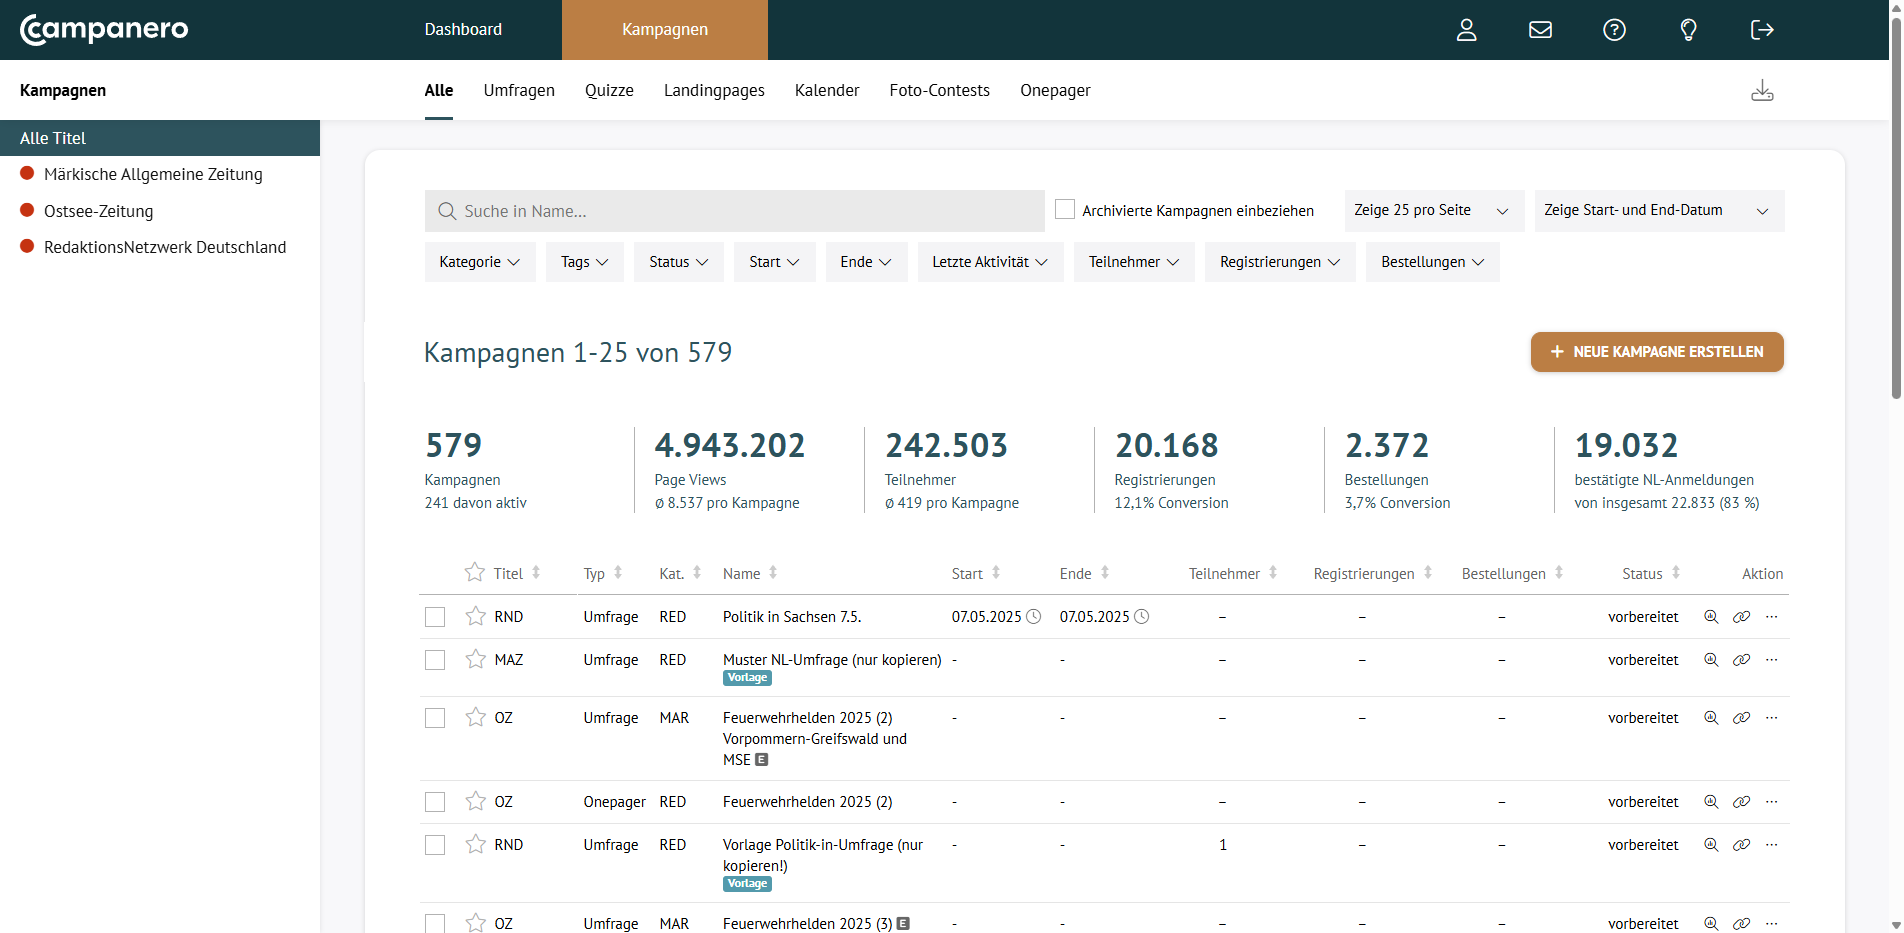 campanero
Dashboard
Kampagnen
Kampagnen
Alle
Umfragen
Quizze
Landingpages
Kalender
Foto-Contests
Onepager
Alle Titel
Märkische Allgemeine Zeitung
Ostsee-Zeitung
RedaktionsNetzwerk Deutschland
Suche in Name...
Archivierte Kampagnen einbeziehen
Zeige 25 pro Seite
Zeige Start- und End-Datum
Kategorie
Tags
Status
Start
Ende
Letzte Aktivität
Teilnehmer
Registrierungen
Bestellungen
Kampagnen 1-25 von 579
+ NEUE KAMPAGNE ERSTELLEN
579
Kampagnen
241 davon aktiv
4.943.202
Page Views
ø 8.537 pro Kampagne
242.503
Teilnehmer
ø 419 pro Kampagne
20.168
Registrierungen
12,1% Conversion
2.372
Bestellungen
3,7% Conversion
19.032
bestätigte NL-Anmeldungen
von insgesamt 22.833 (83 %)
Titel Typ Kat. Name Start Ende Teilnehmer Registrierungen Bestellungen Status Aktion
RND Umfrage RED Politik in Sachsen 7.5. 07.05.2025 07.05.2025 – – – vorbereitet ...
MAZ Umfrage RED Muster NL-Umfrage (nur kopieren) - - – – – vorbereitet ...
Vorlage
OZ Umfrage MAR Feuerwehrhelden 2025 (2) - - – – – vorbereitet ...
Vorpommern-Greifswald und
MSE E
OZ Onepager RED Feuerwehrhelden 2025 (2) - - – – – vorbereitet ...
RND Umfrage RED Vorlage Politik-in-Umfrage (nur - - 1 – – vorbereitet ...
kopieren!)
Vorlage
OZ Umfrage MAR Feuerwehrhelden 2025 (3) E - - – – – vorbereitet ...